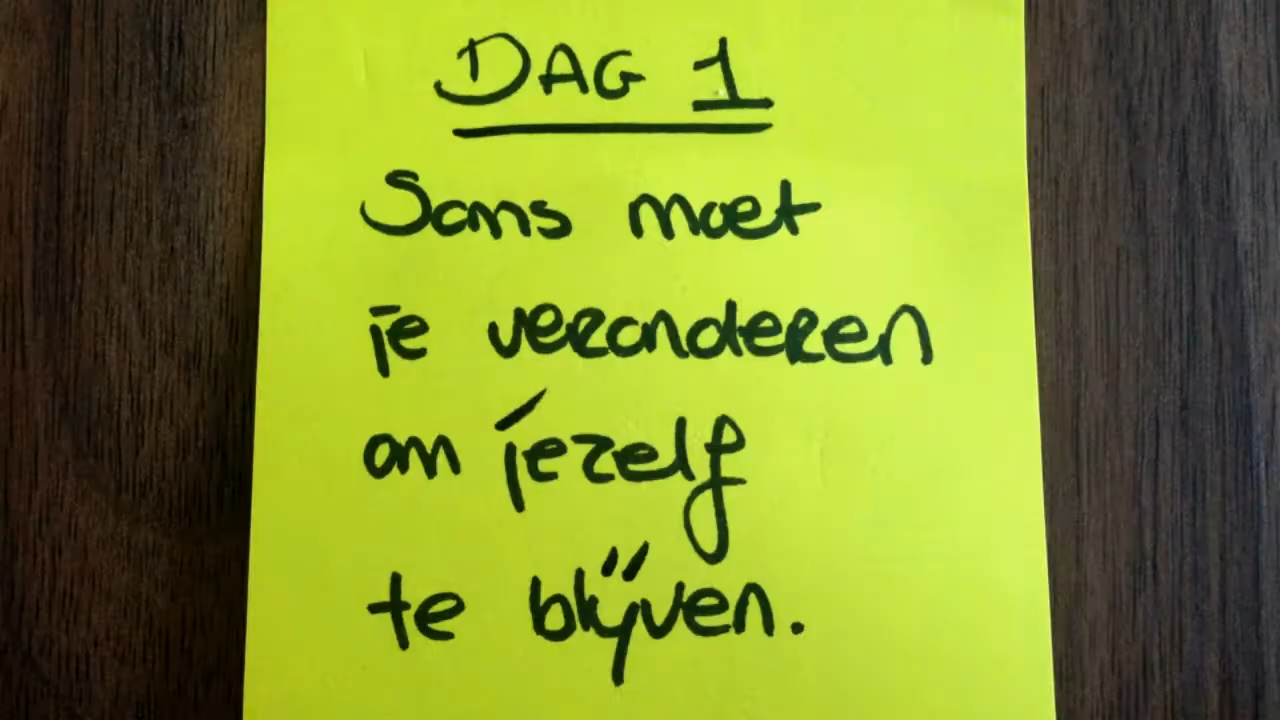 DAG 1
Soms moet
je veranderen
om jezelf
te blijven.